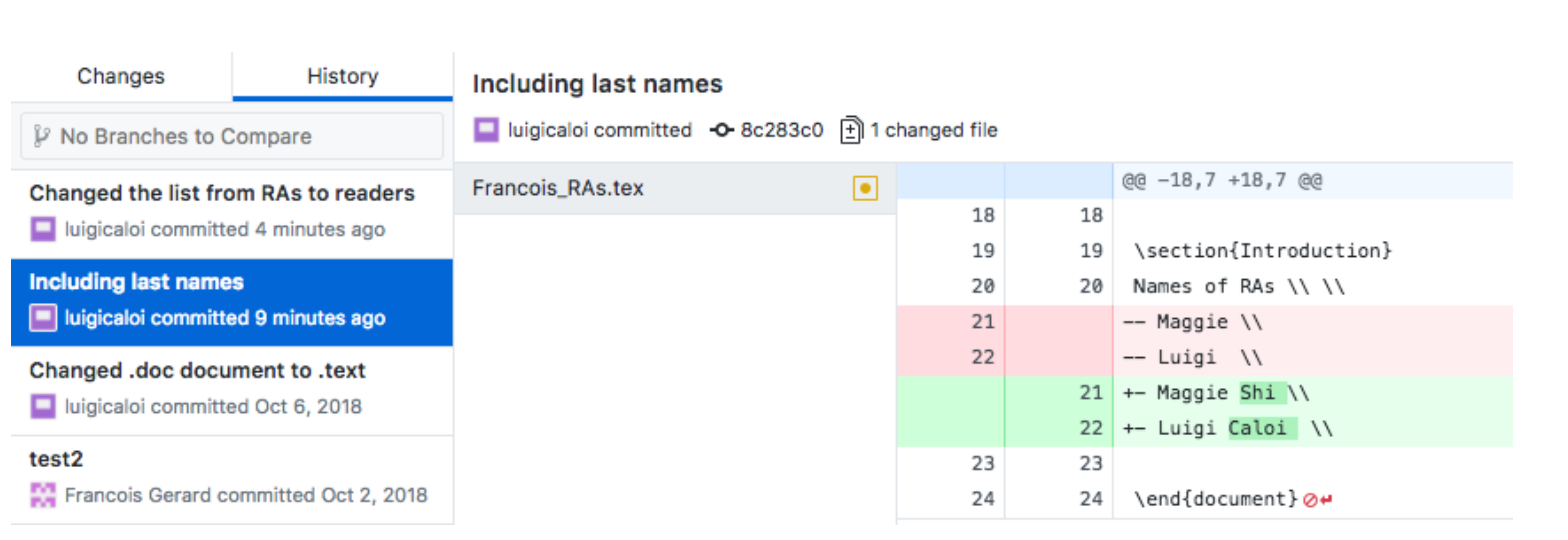 Changes
History
No Branches to Compare
Changed the list from RAs to readers
luigicaloi committed 4 minutes ago
Including last names
luigicaloi committed 9 minutes ago
Changed .doc document to .text
luigicaloi committed Oct 6, 2018
test2
Francois Gerard committed Oct 2, 2018
Including last names
luigicaloi committed 8c283c0 1 changed file
Francois_RAs.tex
@@ -18,7 +18,7 @@
18 18
19 19 \section{Introduction}
20 20 Names of RAs \\ \\
21 -- Maggie \\
22 -- Luigi  \\
21 +- Maggie Shi \\
22 +- Luigi Caloi  \\
23 23
24 24 \end{document}